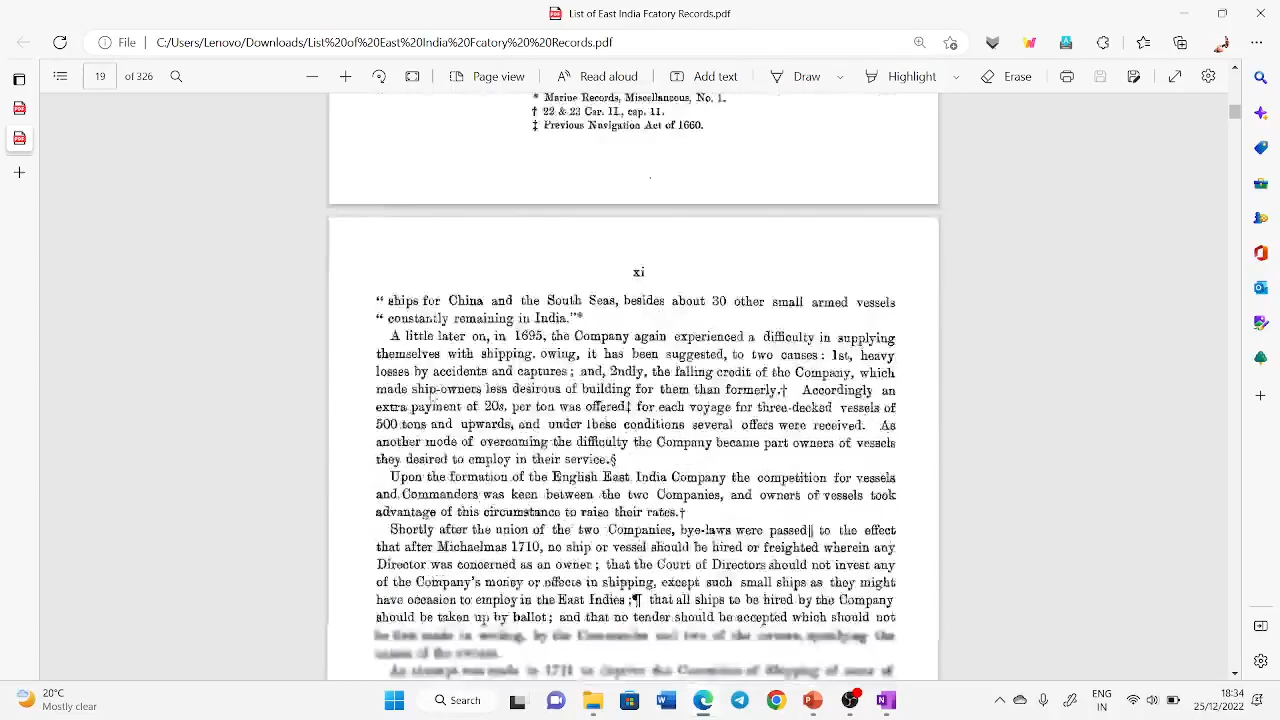 List of East India Fcatory Records.pdf
File C:/Users/Lenovo/Downloads/List%20of%20East%20India%20Fcatory%20%20Records.pdf
19 of 326 Page view Read aloud Add text Draw Highlight Erase
* Marine Records, Miscellaneous, No. 1.
† 22 & 23 Car. II., cap. 11.
‡ Previous Navigation Act of 1660.
xi
“ ships for China and the South Seas, besides about 30 other small armed vessels
“ constantly remaining in India.”*
A little later on, in 1695, the Company again experienced a difficulty in supplying
themselves with shipping, owing, it has been suggested, to two causes: 1st, heavy
losses by accidents and captures; and, 2ndly, the falling credit of the Company, which
made ship-owners less desirous of building for them than formerly.† Accordingly an
extra payment of 20s. per ton was offered‡ for each voyage for three-decked vessels of
500 tons and upwards, and under these conditions several offers were received. As
another mode of overcoming the difficulty the Company became part owners of vessels
they desired to employ in their service.§
Upon the formation of the English East India Company the competition for vessels
and Commanders was keen between the two Companies, and owners of vessels took
advantage of this circumstance to raise their rates.†
Shortly after the union of the two Companies, bye-laws were passed‖ to the effect
that after Michaelmas 1710, no ship or vessel should be hired or freighted wherein any
Director was concerned as an owner; that the Court of Directors should not invest any
of the Company's money or effects in shipping, except such small ships as they might
have occasion to employ in the East Indies;¶ that all ships to be hired by the Company
should be taken up by ballot; and that no tender should be accepted which should not
20°C
Mostly clear
Search
ENG
IN
18:34
25/12/2022